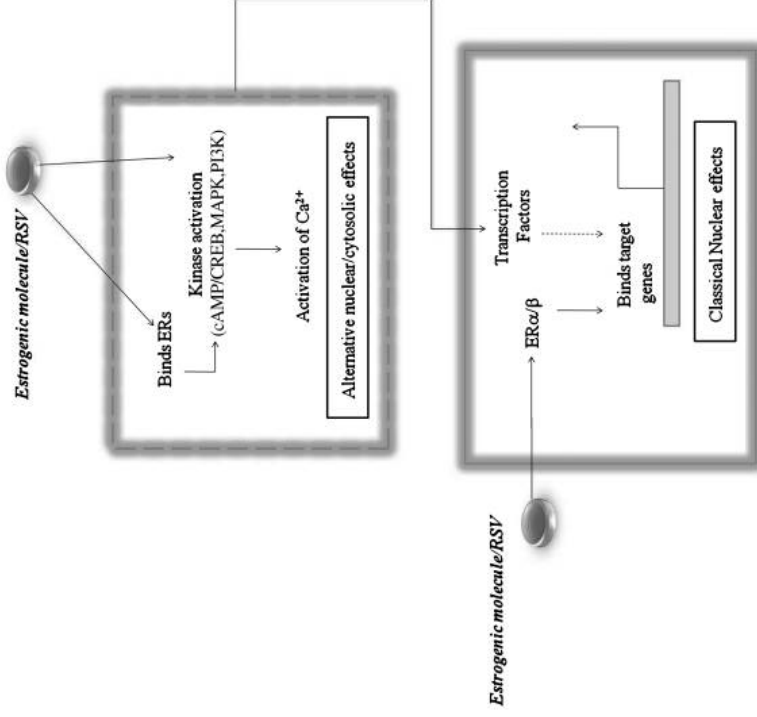 Estrogenic molecule/RSV
Binds ERs
Kinase activation
(cAMP/CREB,MAPK,PI3K)
Activation of Ca²⁺
Alternative nuclear/cytosolic effects
Estrogenic molecule/RSV
ERα/β
Transcription
Factors
Binds target
genes
Classical Nuclear effects